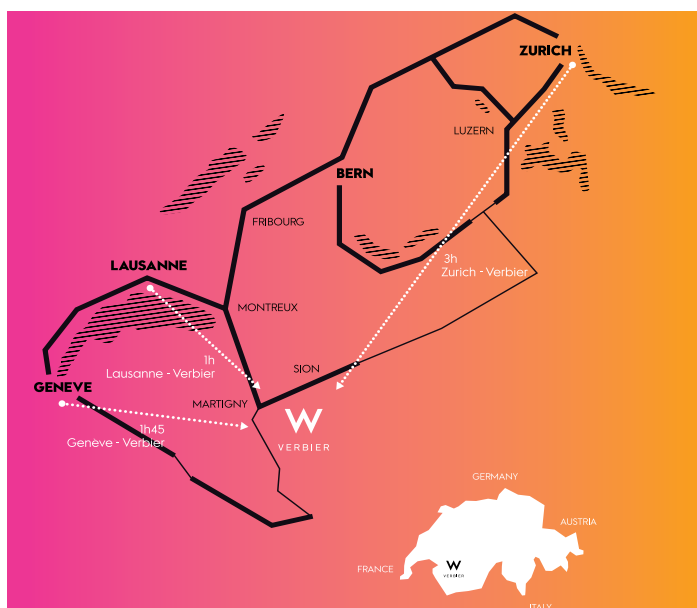 ZURICH
LUZERN
BERN
FRIBOURG
LAUSANNE
3h
Zurich - Verbier
MONTREUX
1h
Lausanne - Verbier
SION
GENEVE
MARTIGNY
W
VERBIER
1h45
Genève - Verbier
GERMANY
AUSTRIA
FRANCE
W
VERBIER
ITALY